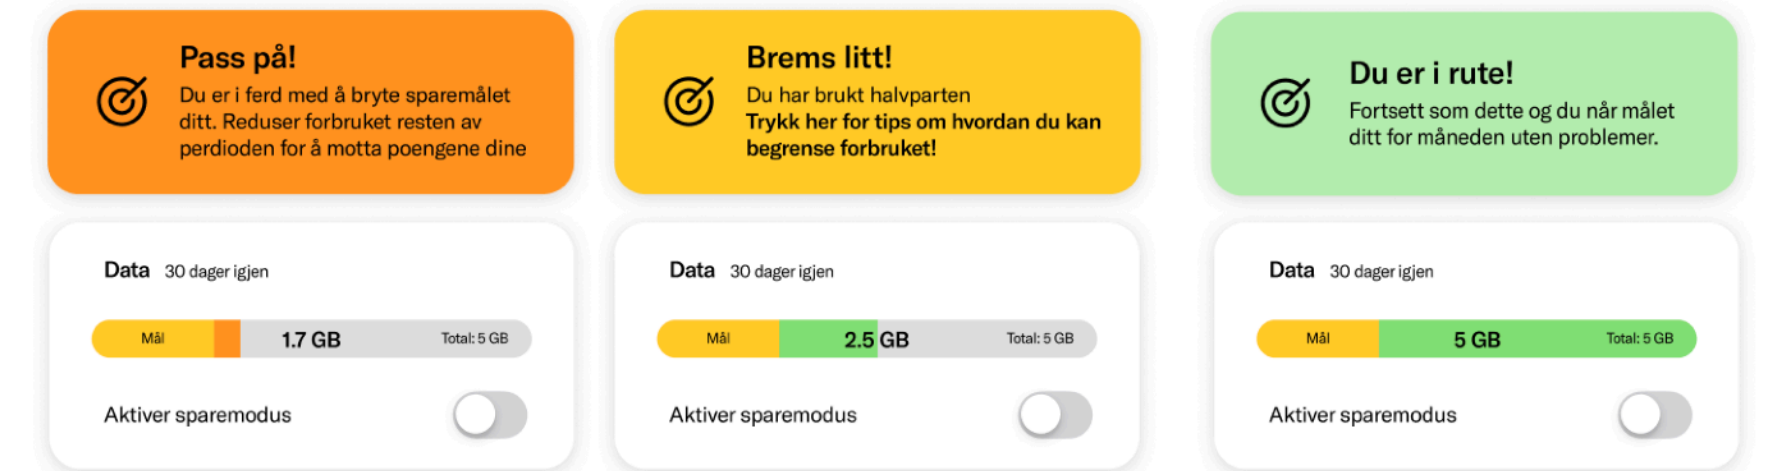 Pass på!
Du er i ferd med å bryte sparemålet
ditt. Reduser forbruket resten av
perdioden for å motta poengene dine
Brems litt!
Du har brukt halvparten
Trykk her for tips om hvordan du kan
begrense forbruket!
Du er i rute!
Fortsett som dette og du når målet
ditt for måneden uten problemer.
Data 30 dager igjen
Mål 1.7 GB Total: 5 GB
Aktiver sparemodus
Data 30 dager igjen
Mål 2.5 GB Total: 5 GB
Aktiver sparemodus
Data 30 dager igjen
Mål 5 GB Total: 5 GB
Aktiver sparemodus